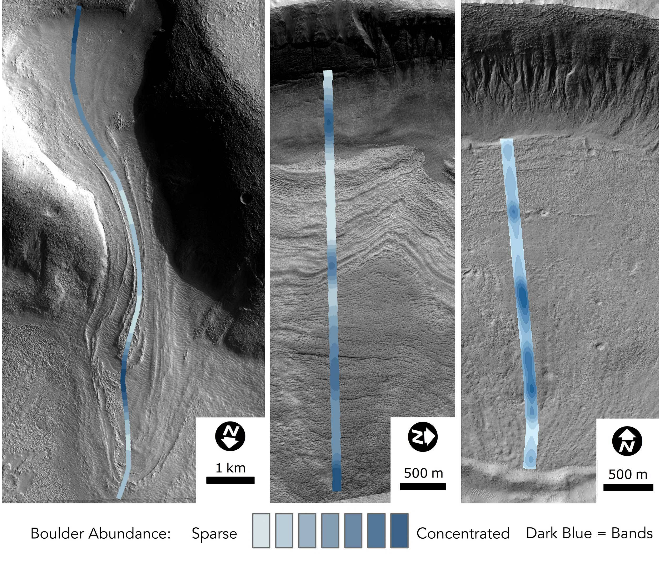 N
1 km
N
500 m
N
500 m
Boulder Abundance: Sparse Concentrated Dark Blue = Bands